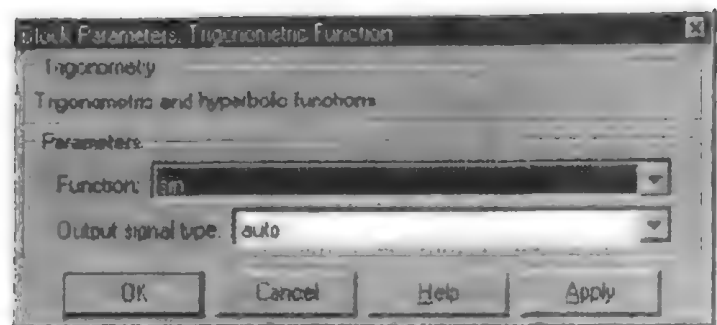 Block Parameters: Trigonometric Function
Trigonometry
Trigonometric and hyperbolic functions
Parameters
Function: sin
Output signal type: auto
OK Cancel Help Apply